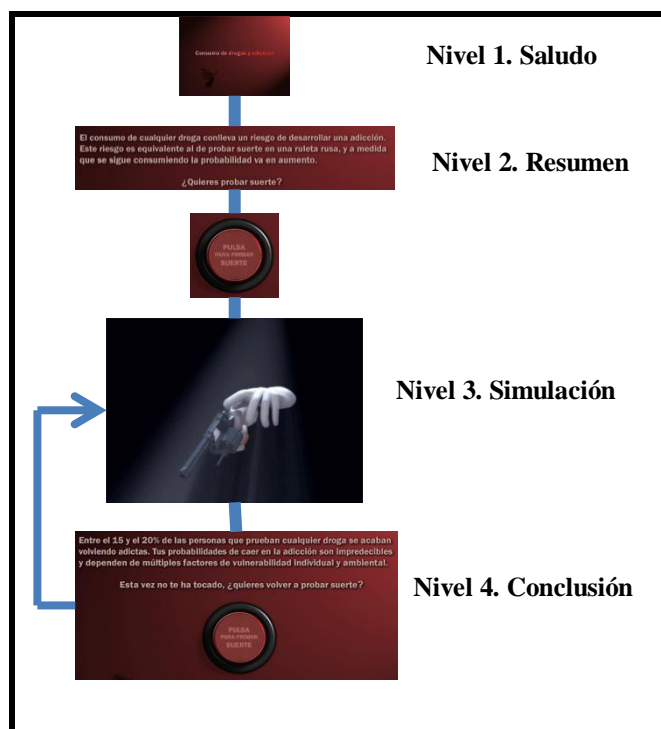 Consumo de drogas y adicción
Nivel 1. Saludo
El consumo de cualquier droga conlleva un riesgo de desarrollar una adicción.
Este riesgo es equivalente al de probar suerte en una ruleta rusa, y a medida
que se sigue consumiendo la probabilidad va en aumento.
¿Quieres probar suerte?
Nivel 2. Resumen
PULSA
PARA PROBAR
SUERTE
Nivel 3. Simulación
Entre el 15 y el 20% de las personas que prueban cualquier droga se acaban
volviendo adictas. Tus probabilidades de caer en la adicción son impredecibles
y dependen de múltiples factores de vulnerabilidad individual y ambiental.
Esta vez no te ha tocado, ¿quieres volver a probar suerte?
Nivel 4. Conclusión
PULSA
PARA PROBAR
SUERTE